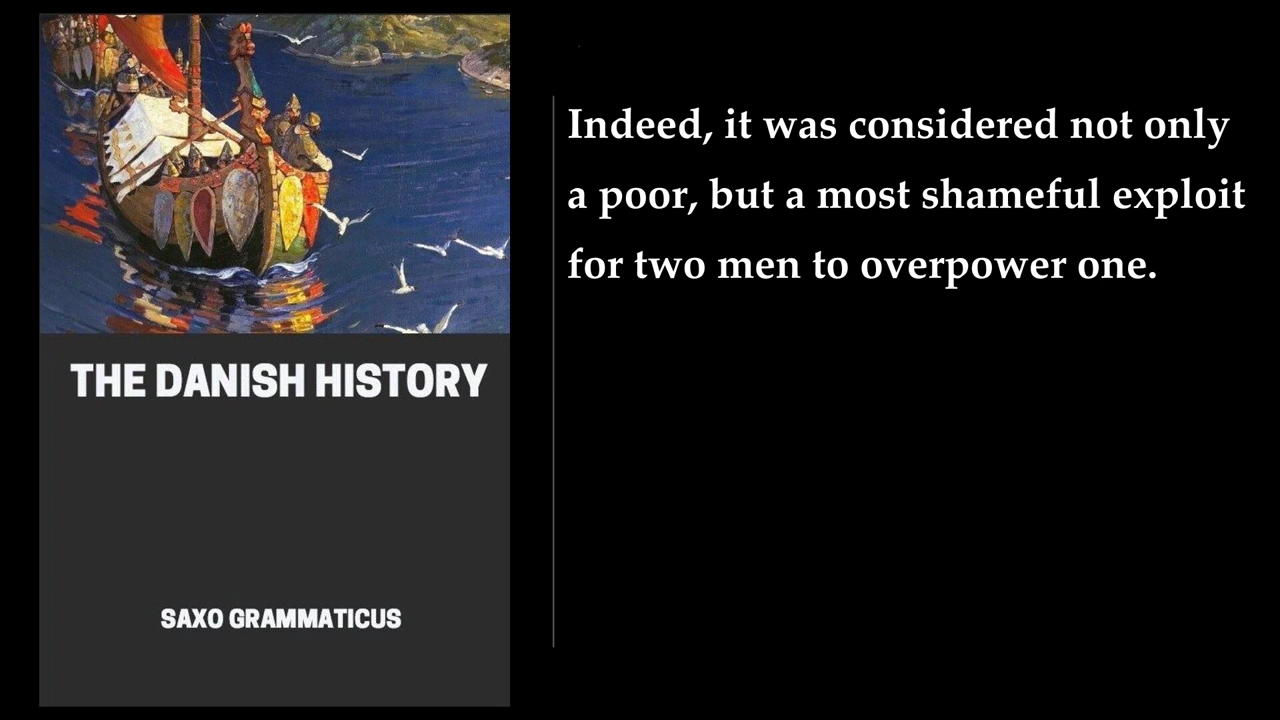 THE DANISH HISTORY
SAXO GRAMMATICUS
Indeed, it was considered not only
a poor, but a most shameful exploit
for two men to overpower one.